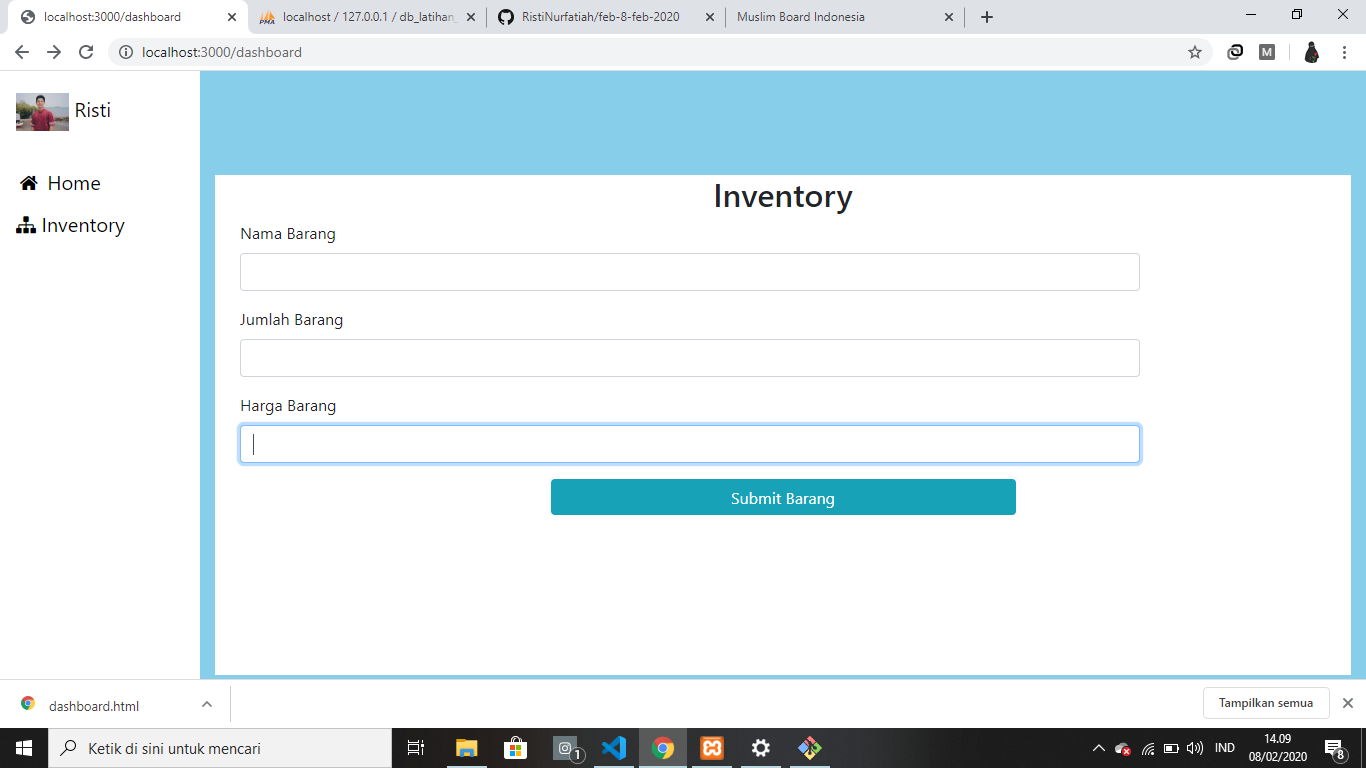 localhost:3000/dashboard
localhost / 127.0.0.1 / db_latihan_
RistiNurfatiah/feb-8-feb-2020
Muslim Board Indonesia
localhost:3000/dashboard
M
Risti
Home
Inventory
Inventory
Nama Barang
Jumlah Barang
Harga Barang
Submit Barang
dashboard.html
Tampilkan semua
Ketik di sini untuk mencari
1
IND
14.09
08/02/2020
8